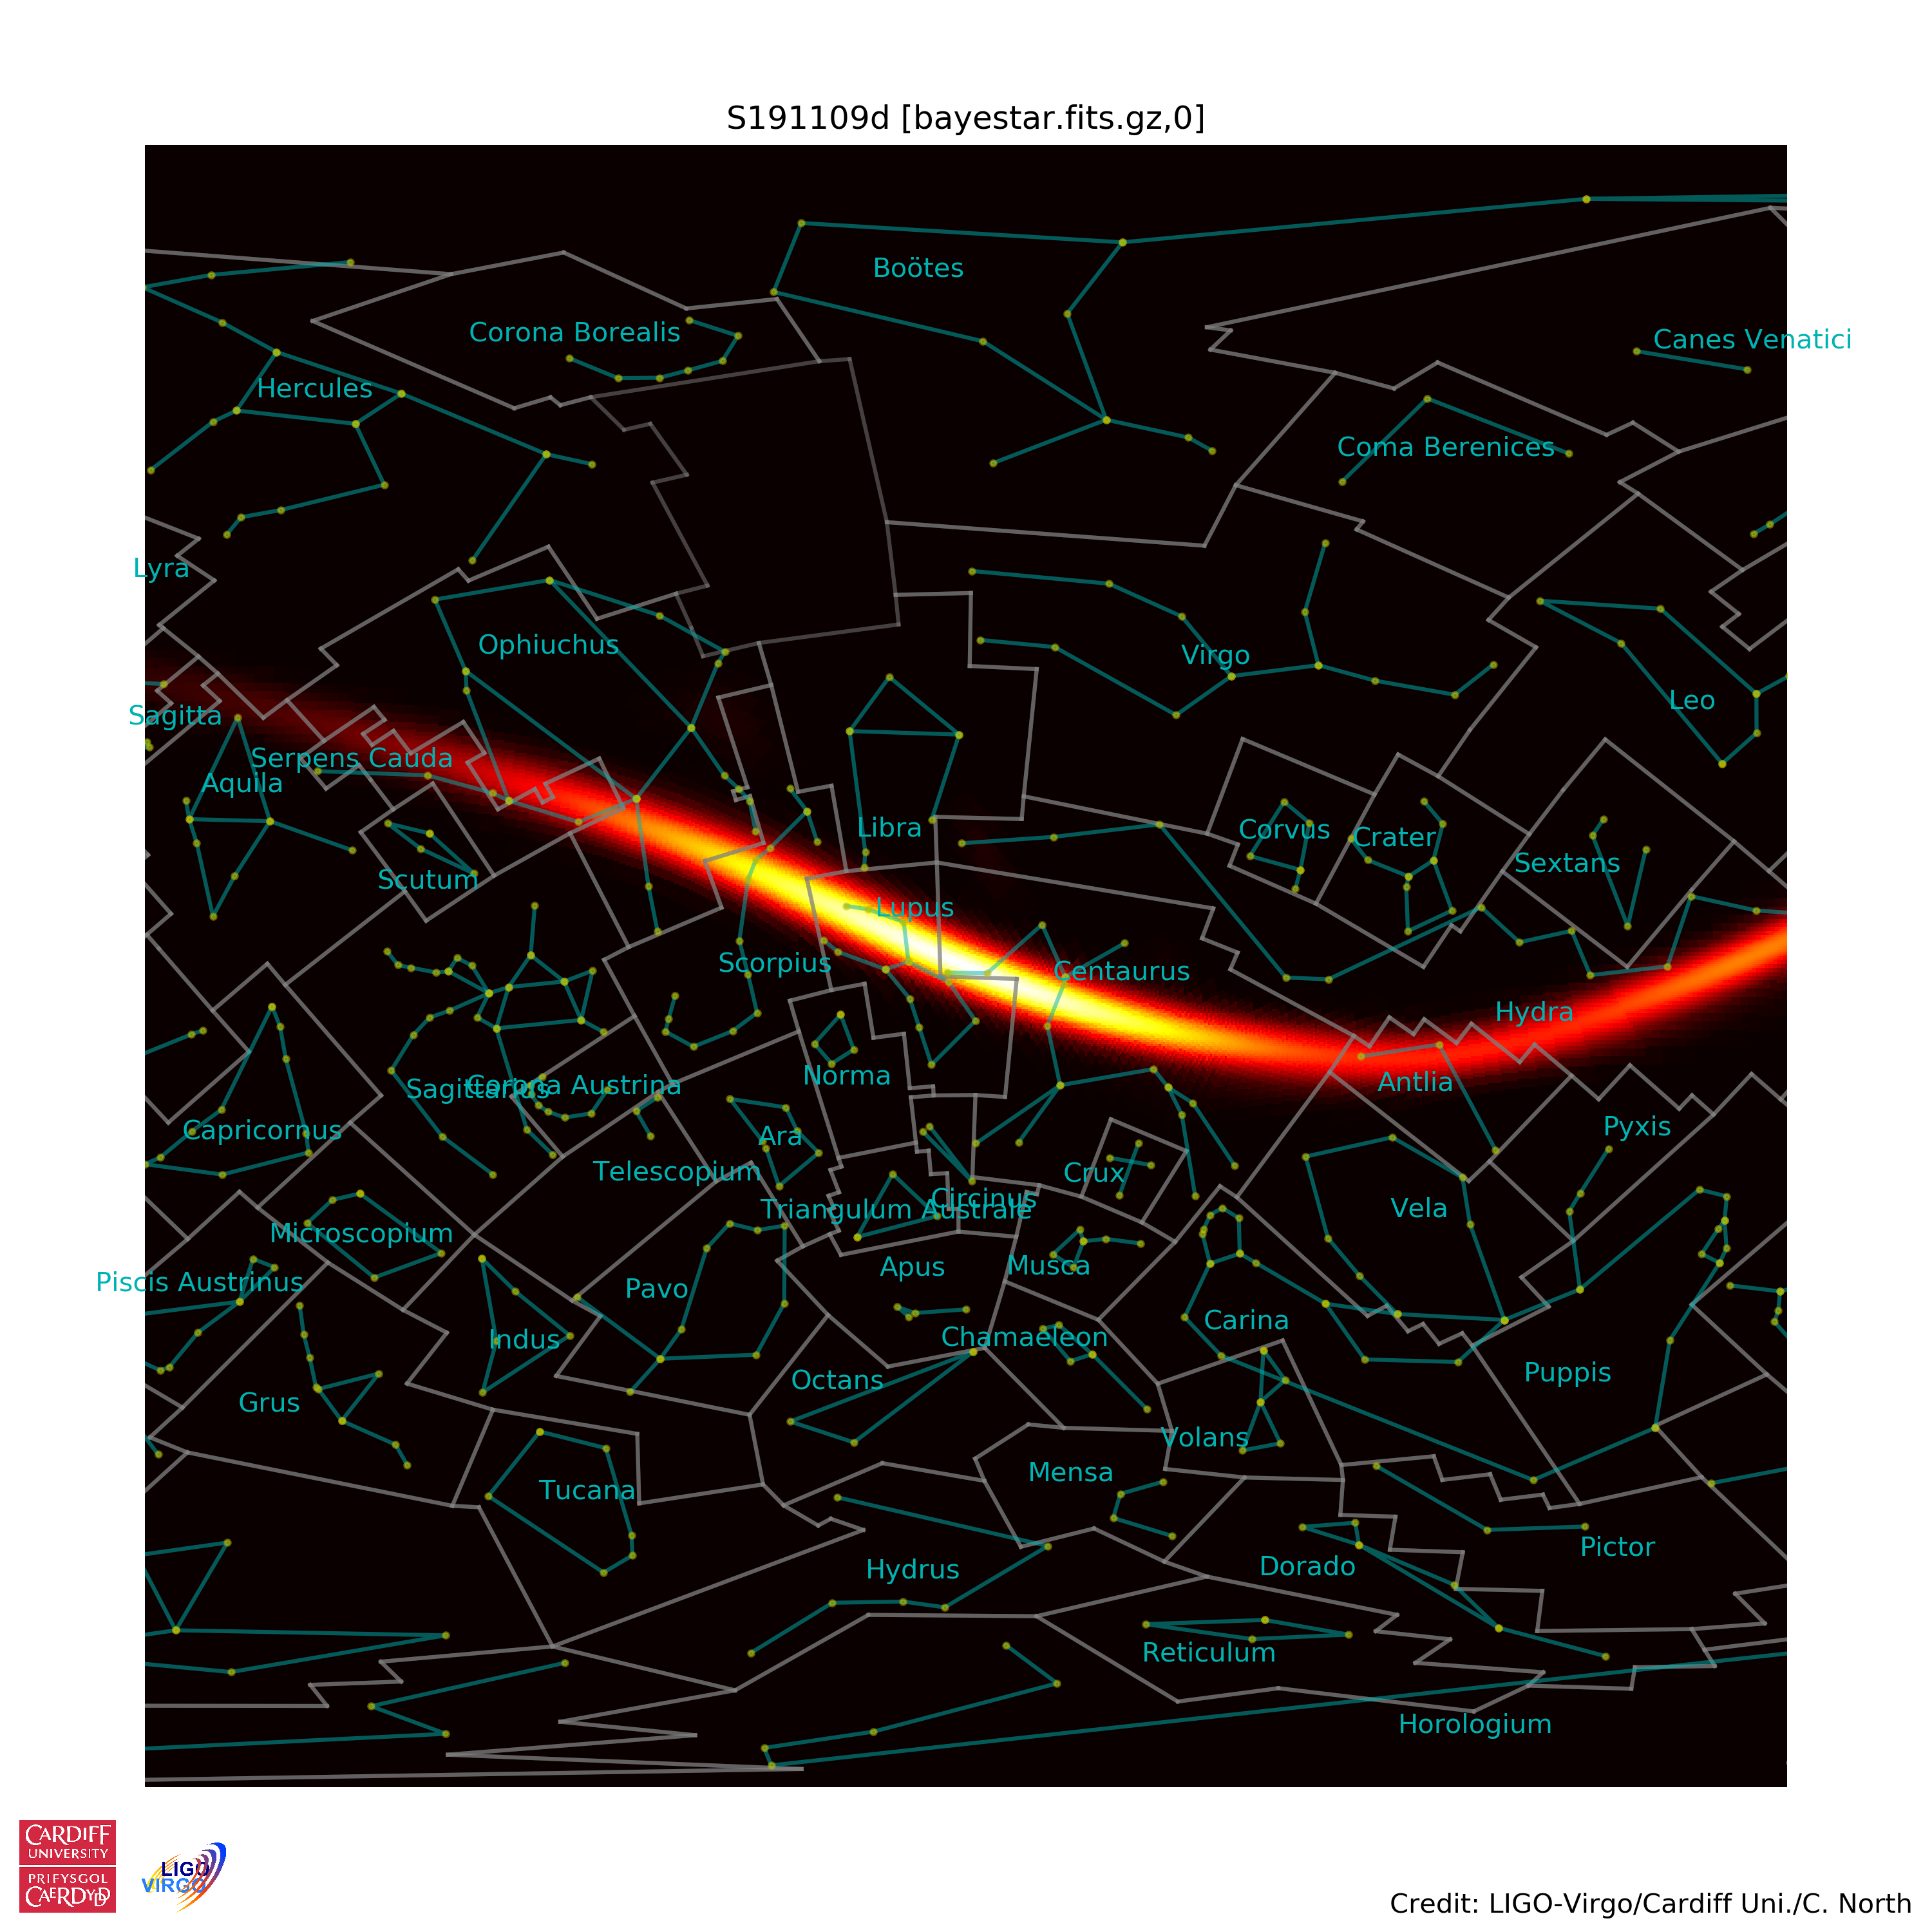 S191109d [bayestar.fits.gz,0]
Boötes
Corona Borealis
Canes Venatici
Hercules
Coma Berenices
Lyra
Ophiuchus
Virgo
Leo
Sagitta
Serpens Cauda
Aquila
Libra
Corvus
Crater
Sextans
Scutum
Lupus
Scorpius
Centaurus
Hydra
Norma
Antlia
Sagittarius
Corona Austrina
Capricornus
Ara
Pyxis
Telescopium
Crux
Circinus
Triangulum Australe
Vela
Microscopium
Apus
Musca
Piscis Austrinus
Pavo
Carina
Indus
Chamaeleon
Octans
Puppis
Grus
Volans
Mensa
Tucana
Hydrus
Dorado
Pictor
Reticulum
Horologium
CARDIFF
UNIVERSITY
PRIFYSGOL
CAERDYDD
LIGO
VIRGO
Credit: LIGO-Virgo/Cardiff Uni./C. North